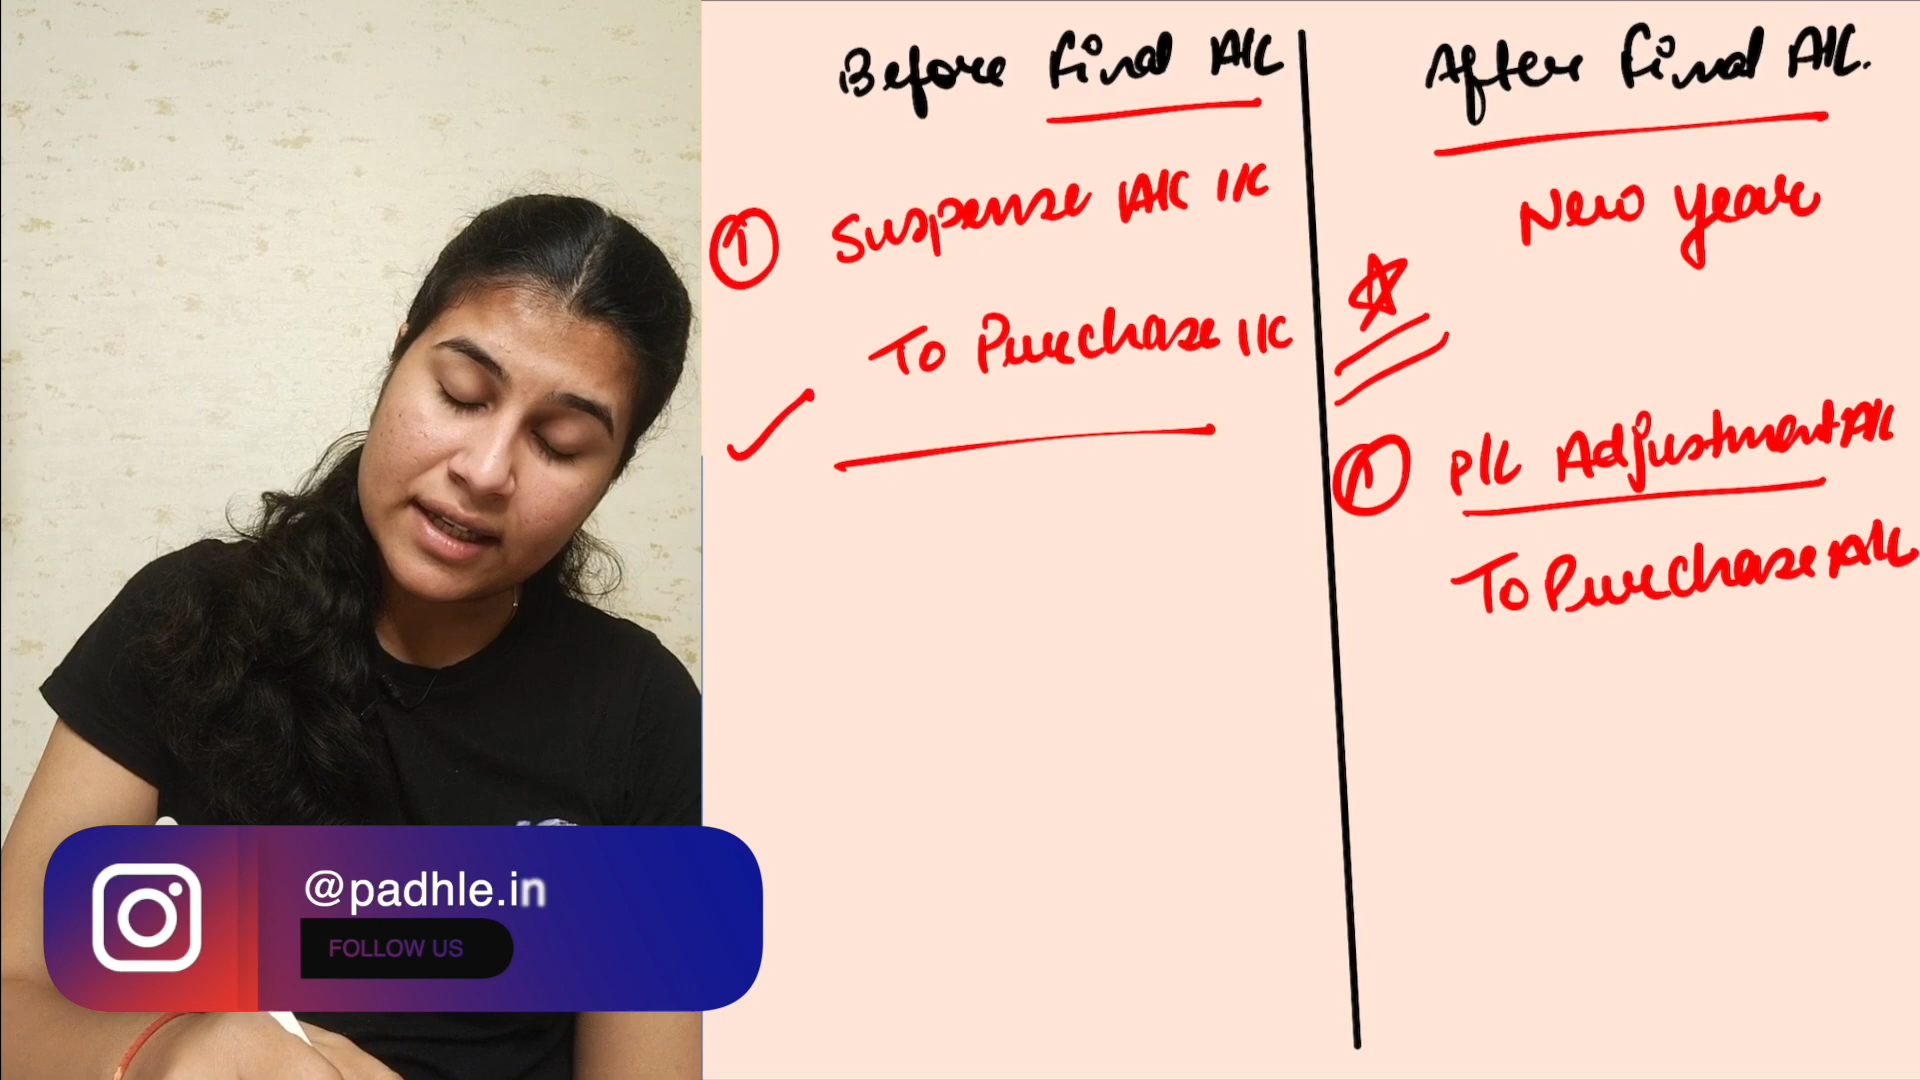 Before Final A/c
① Suspense A/c 1/c
To Purchase 1/c
After Final A/c.
New year
① P/L Adjustment A/c
To Purchase A/c
@padhle.in
FOLLOW US